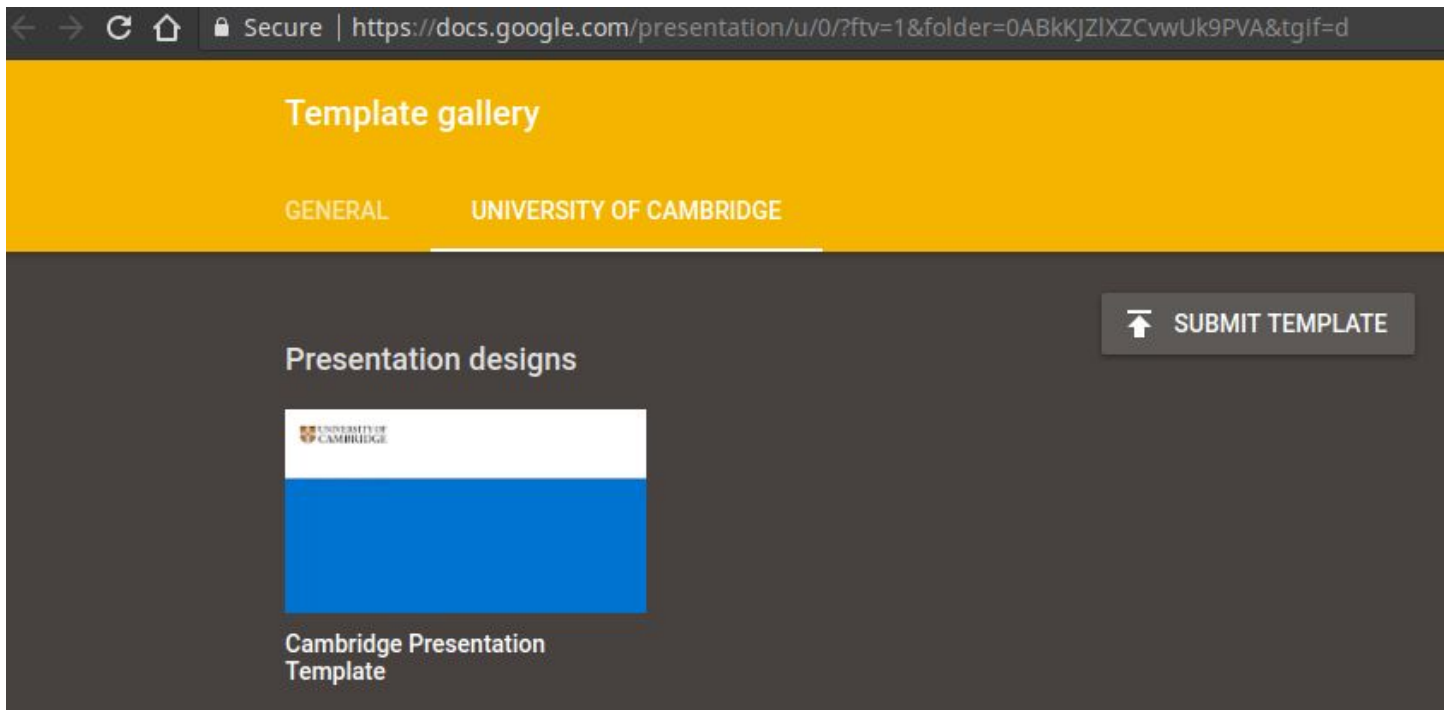 Secure | https://docs.google.com/presentation/u/0/?ftv=1&folder=0ABkKJZlXZCvwUk9PVA&tgif=d
Template gallery
GENERAL UNIVERSITY OF CAMBRIDGE
SUBMIT TEMPLATE
Presentation designs
UNIVERSITY OF
CAMBRIDGE
Cambridge Presentation
Template